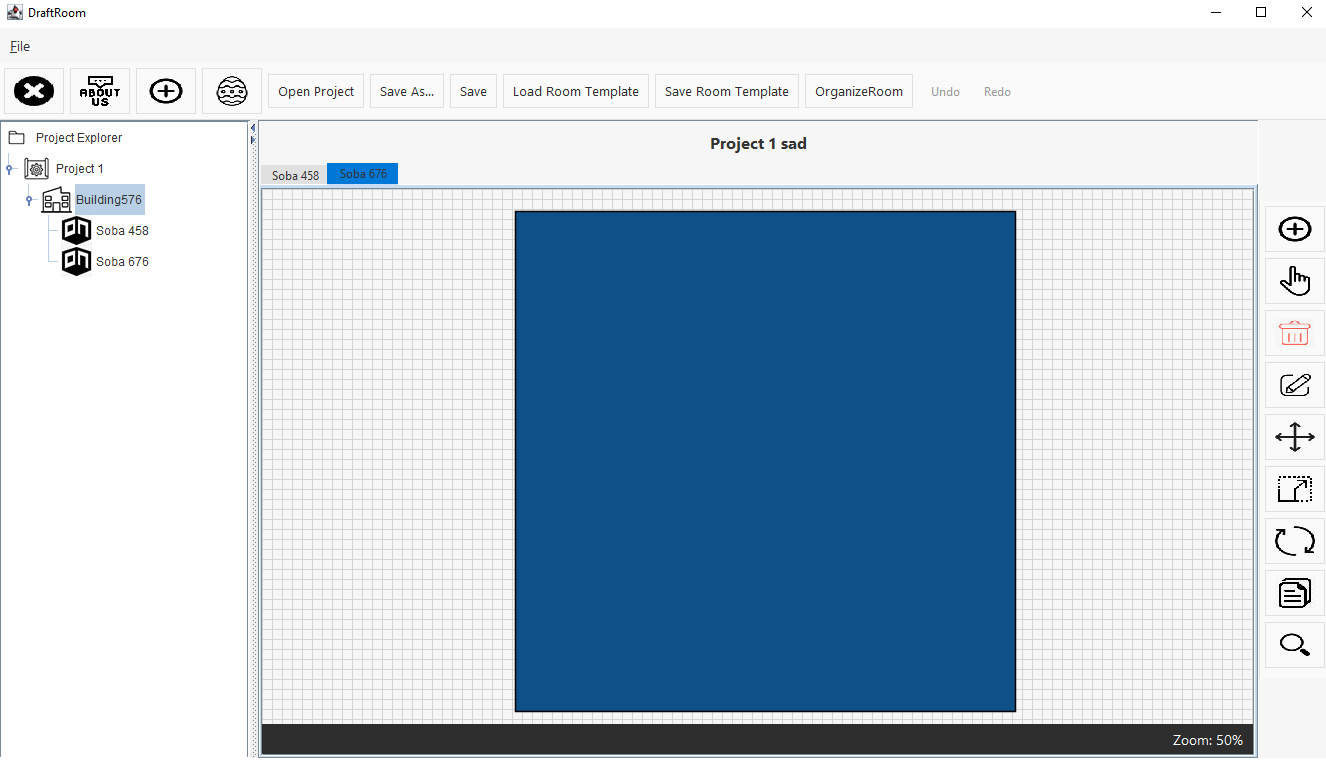 DraftRoom
File
ABOUT US
Open Project
Save As...
Save
Load Room Template
Save Room Template
OrganizeRoom
Undo
Redo
Project Explorer
Project 1
Building576
Soba 458
Soba 676
Project 1 sad
Soba 458
Soba 676
Zoom: 50%